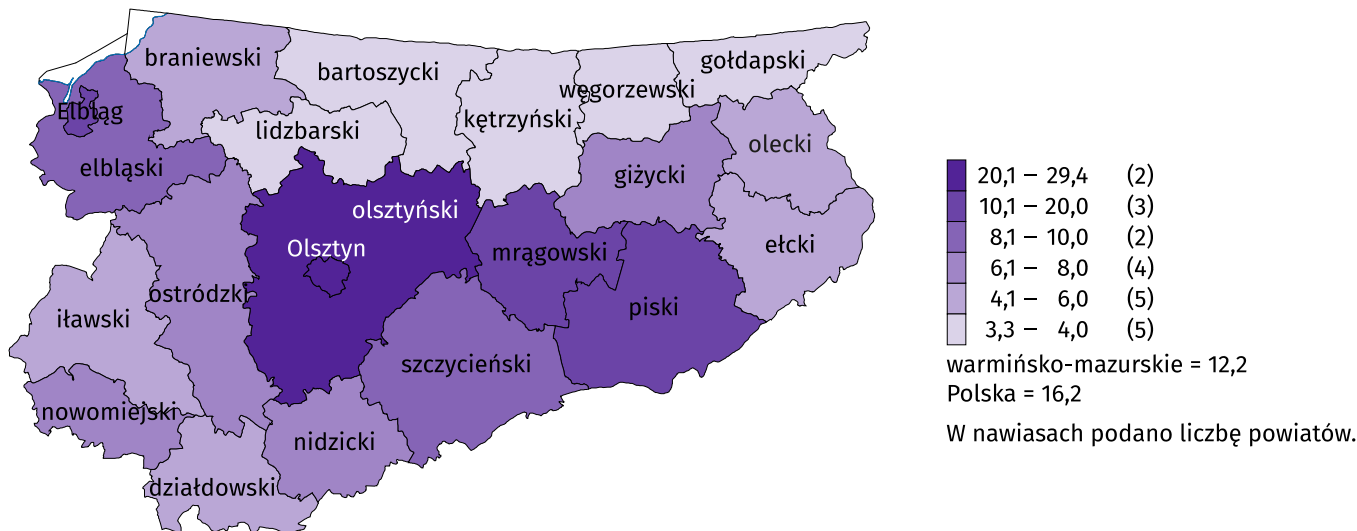 braniewski
bartoszycki
gołdapski
węgorzewski
Elbląg
kętrzyński
lidzbarski
olecki
elbląski
giżycki
olsztyński
Olsztyn
mrągowski
ełcki
ostródzki
iławski
piski
szczycieński
nowomiejski
nidzicki
działdowski
20,1 – 29,4 (2)
10,1 – 20,0 (3)
8,1 – 10,0 (2)
6,1 – 8,0 (4)
4,1 – 6,0 (5)
3,3 – 4,0 (5)
warmińsko-mazurskie = 12,2
Polska = 16,2
W nawiasach podano liczbę powiatów.